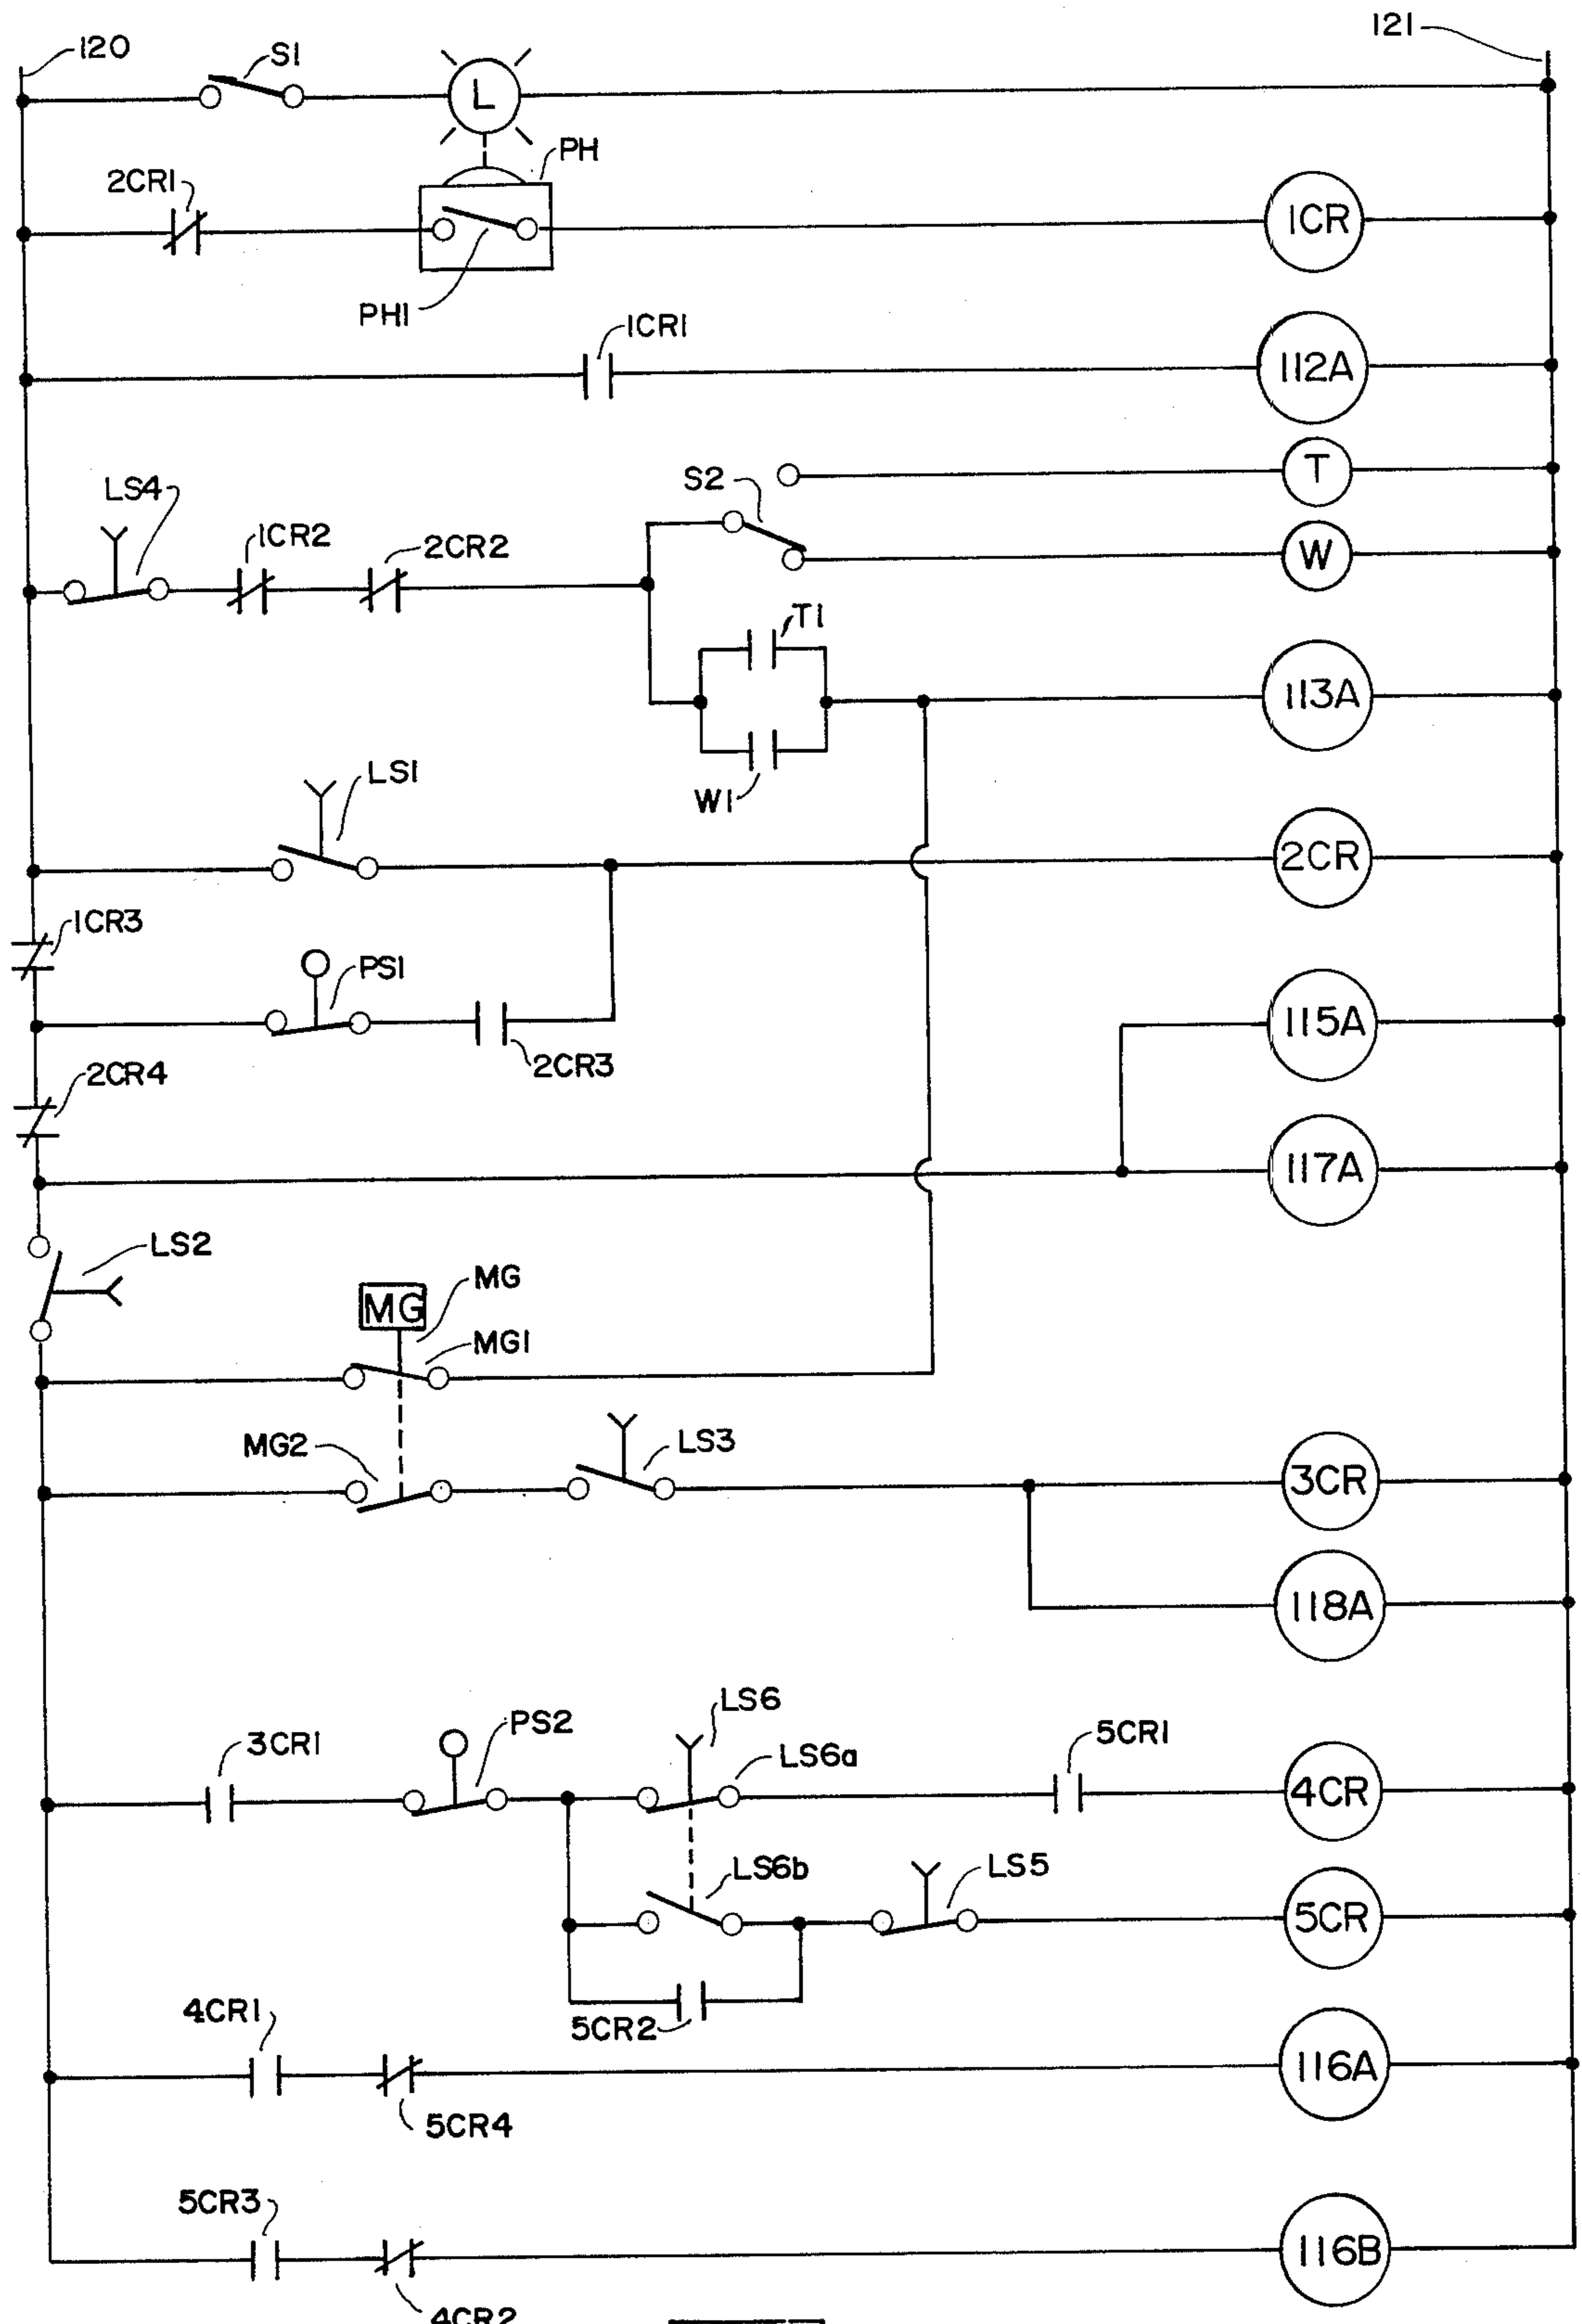 120
121
S1
L
PH
2CR1
1CR
PH1
1CR1
112A
T
S2
LS4
1CR2
2CR2
W
T1
113A
W1
LS1
2CR
1CR3
PS1
115A
2CR3
2CR4
117A
LS2
MG
MG
MG1
MG2
LS3
3CR
118A
LS6
3CR1
PS2
LS6a
5CR1
4CR
LS6b
LS5
5CR
4CR1
5CR2
116A
5CR4
5CR3
116B
4CR2